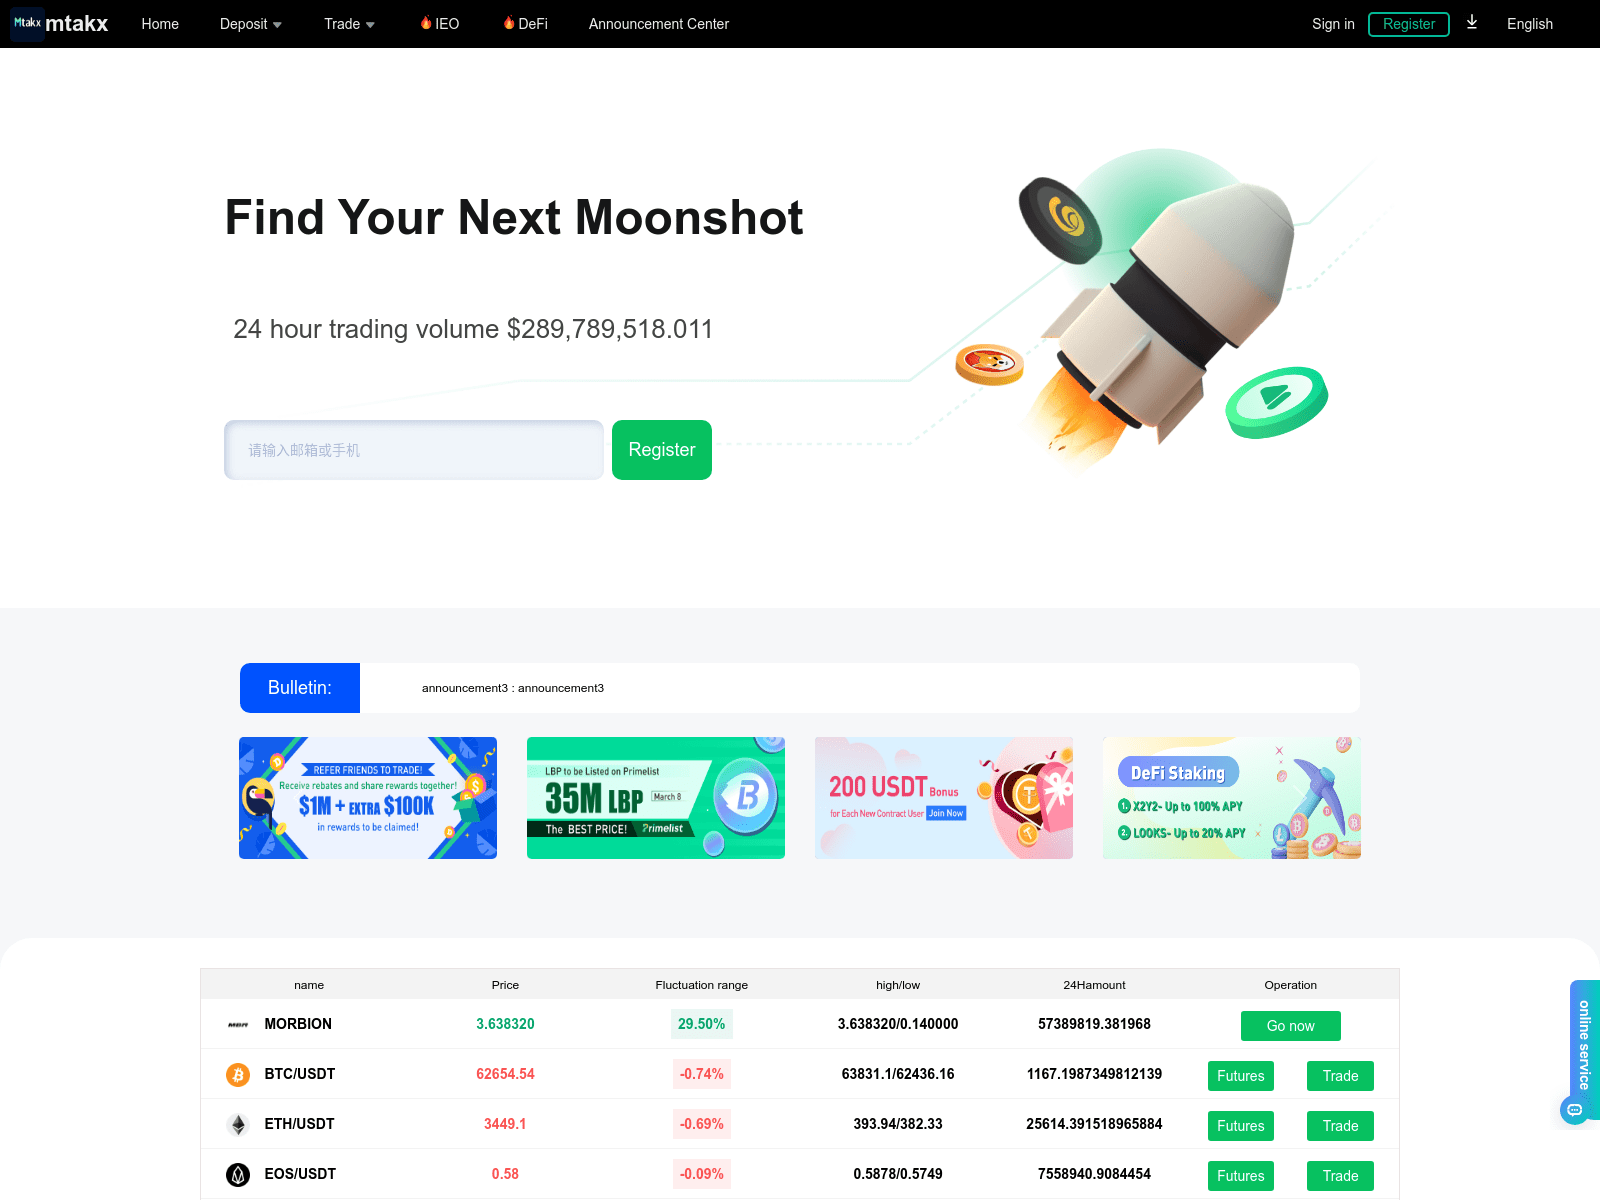 Mtakx mtakx Home Deposit Trade IEO DeFi Announcement Center Sign in Register English
Find Your Next Moonshot
24 hour trading volume $289,789,518.011
请输入邮箱或手机 Register
Bulletin: announcement3 : announcement3
REFER FRIENDS TO TRADE!
Receive rebates and share rewards together!
$1M + EXTRA $100K
in rewards to be claimed!
LBP to be Listed on Primelist
35M LBP March 8
The BEST PRICE! Primelist
200 USDT Bonus
for Each New Contract User Join Now
DeFi Staking
1. X2Y2- Up to 100% APY
2. LOOKS- Up to 20% APY
name Price Fluctuation range high/low 24Hamount Operation
MORBION 3.638320 29.50% 3.638320/0.140000 57389819.381968 Go now
BTC/USDT 62654.54 -0.74% 63831.1/62436.16 1167.1987349812139 Futures Trade
ETH/USDT 3449.1 -0.69% 393.94/382.33 25614.391518965884 Futures Trade
EOS/USDT 0.58 -0.09% 0.5878/0.5749 7558940.9084454 Futures Trade
online service